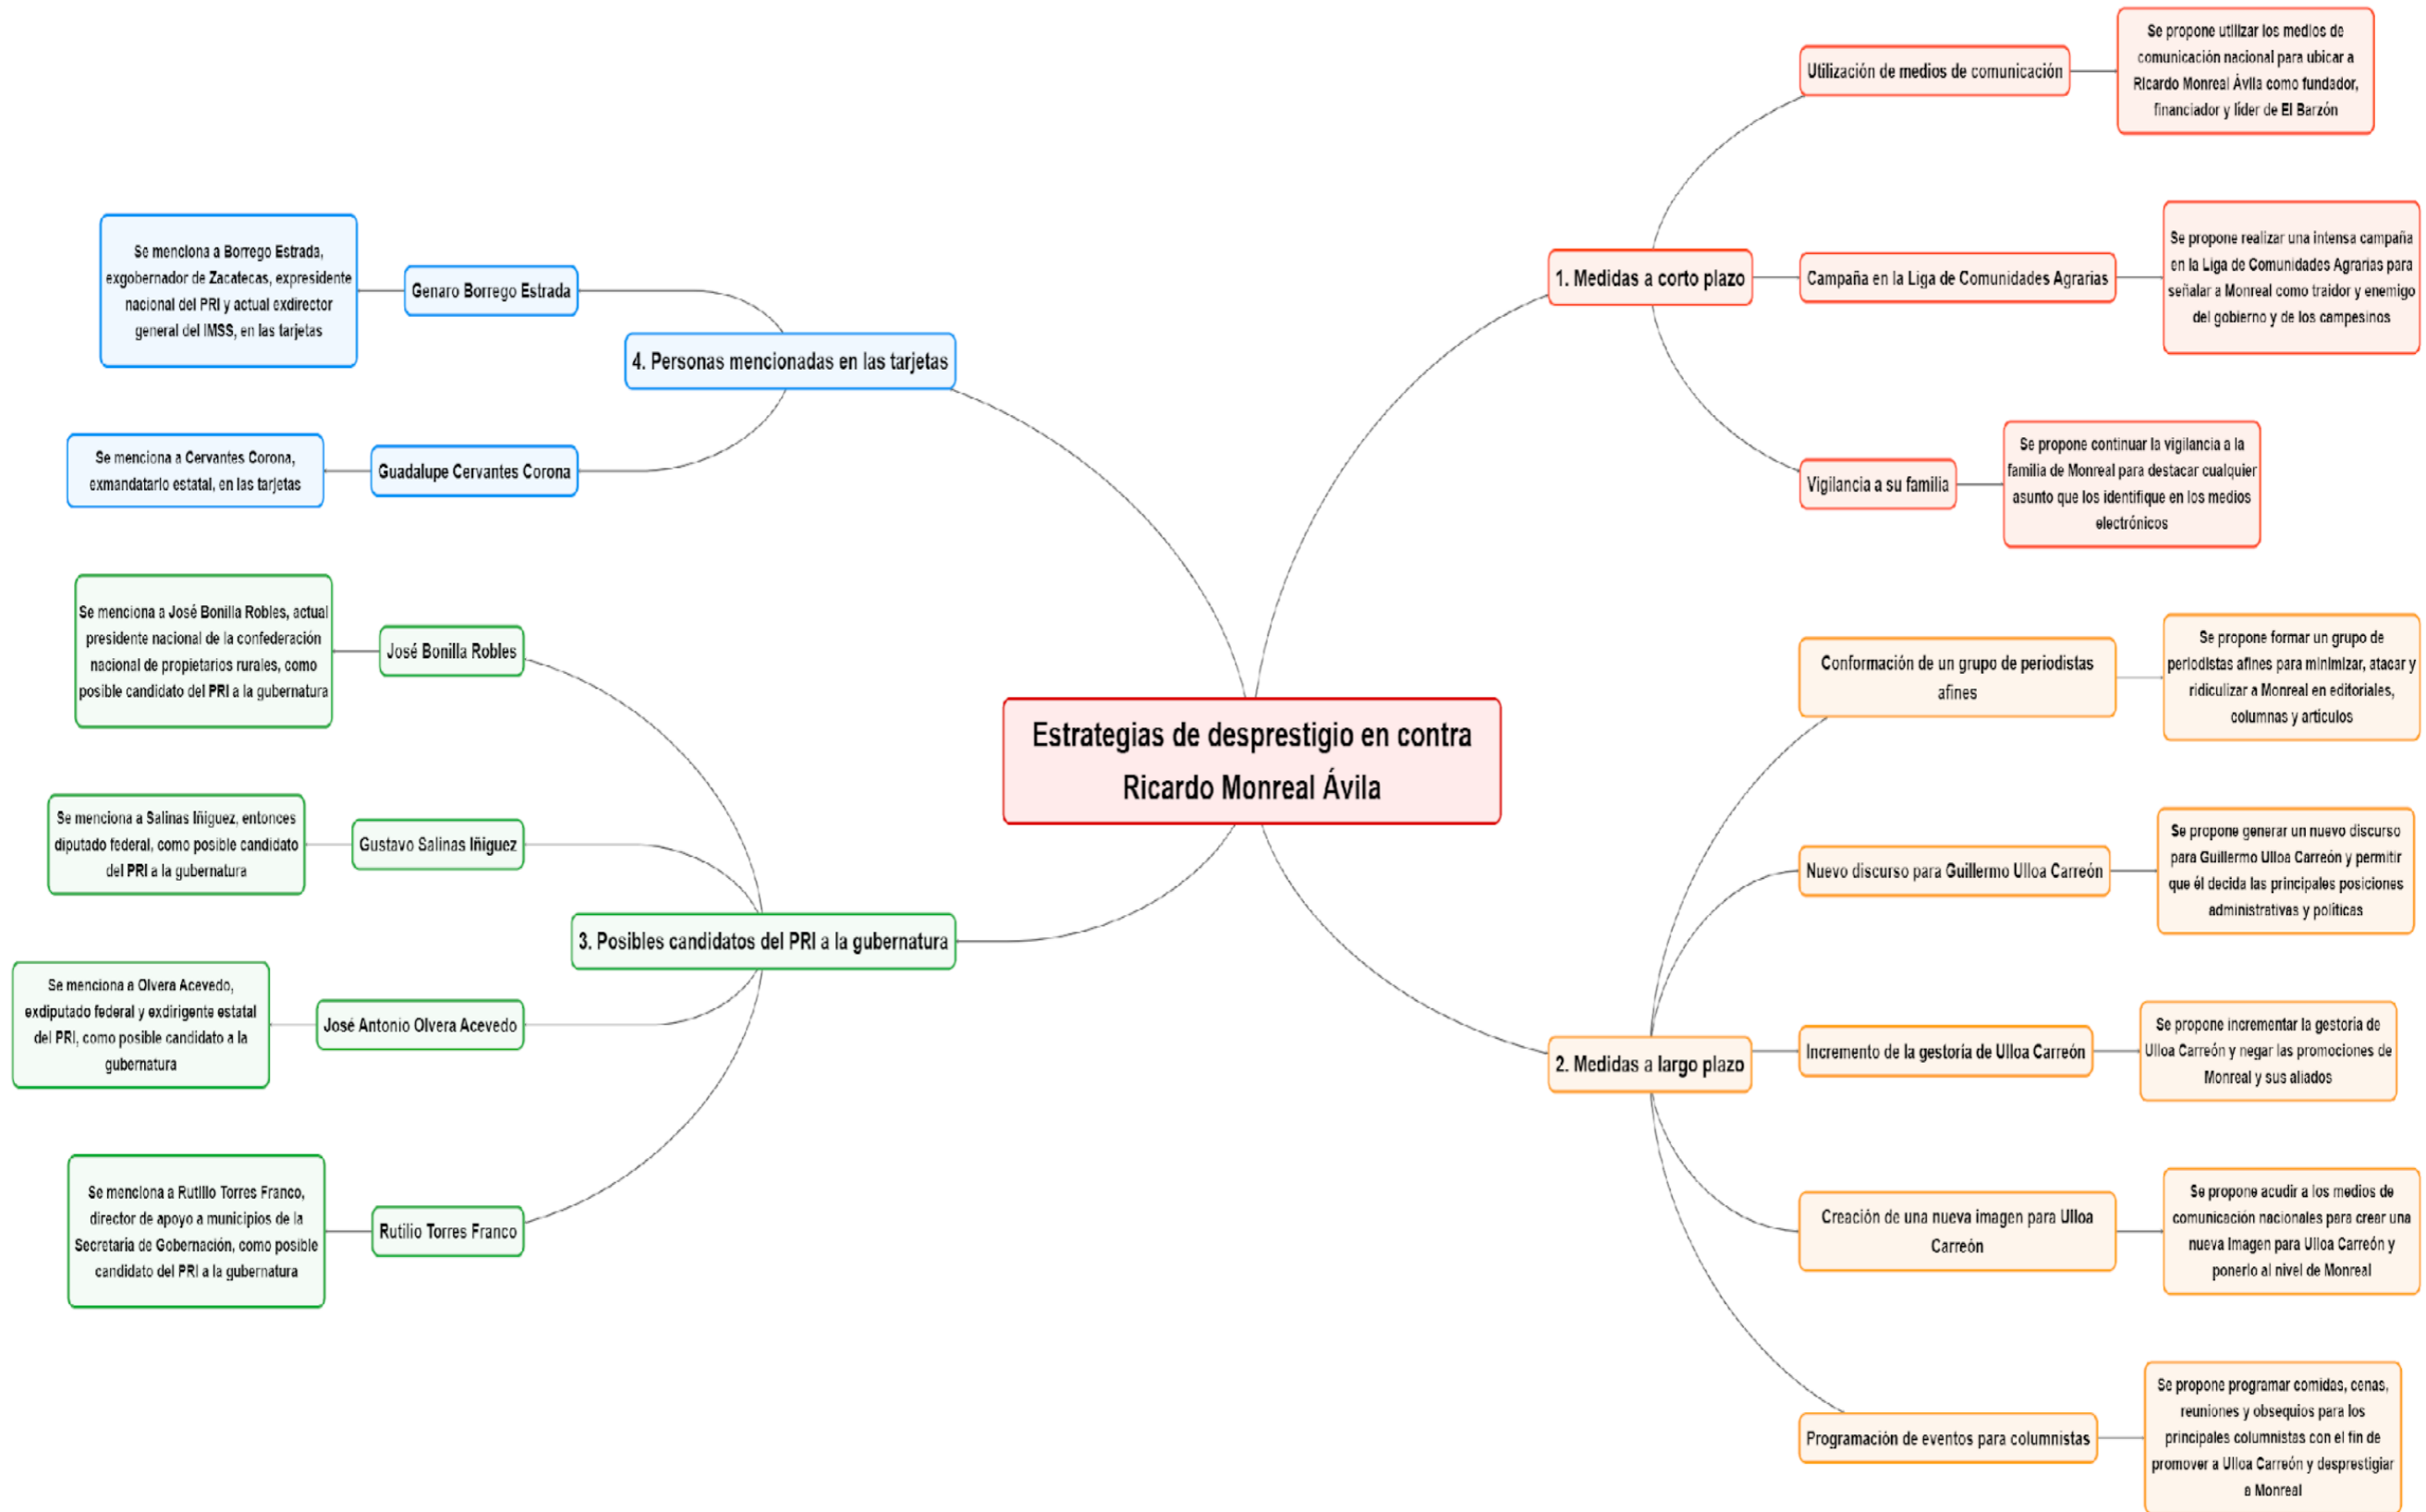 Estrategias de desprestigio en contra
Ricardo Monreal Ávila
1. Medidas a corto plazo
Utilización de medios de comunicación
Se propone utilizar los medios de
comunicación nacional para ubicar a
Ricardo Monreal Ávila como fundador,
financiador y líder de El Barzón
Campaña en la Liga de Comunidades Agrarias
Se propone realizar una intensa campaña
en la Liga de Comunidades Agrarias para
señalar a Monreal como traidor y enemigo
del gobierno y de los campesinos
Vigilancia a su familia
Se propone continuar la vigilancia a la
familia de Monreal para destacar cualquier
asunto que los identifique en los medios
electrónicos
2. Medidas a largo plazo
Conformación de un grupo de periodistas
afines
Se propone formar un grupo de
periodistas afines para minimizar, atacar y
ridiculizar a Monreal en editoriales,
columnas y artículos
Nuevo discurso para Guillermo Ulloa Carreón
Se propone generar un nuevo discurso
para Guillermo Ulloa Carreón y permitir
que él decida las principales posiciones
administrativas y políticas
Incremento de la gestoría de Ulloa Carreón
Se propone incrementar la gestoría de
Ulloa Carreón y negar las promociones de
Monreal y sus aliados
Creación de una nueva imagen para Ulloa
Carreón
Se propone acudir a los medios de
comunicación nacionales para crear una
nueva imagen para Ulloa Carreón y
ponerlo al nivel de Monreal
Programación de eventos para columnistas
Se propone programar comidas, cenas,
reuniones y obsequios para los
principales columnistas con el fin de
promover a Ulloa Carreón y desprestigiar
a Monreal
3. Posibles candidatos del PRI a la gubernatura
José Bonilla Robles
Se menciona a José Bonilla Robles, actual
presidente nacional de la confederación
nacional de propietarios rurales, como
posible candidato del PRI a la gubernatura
Gustavo Salinas Iñiguez
Se menciona a Salinas Iñiguez, entonces
diputado federal, como posible candidato
del PRI a la gubernatura
José Antonio Olvera Acevedo
Se menciona a Olvera Acevedo,
exdiputado federal y exdirigente estatal
del PRI, como posible candidato a la
gubernatura
Rutilio Torres Franco
Se menciona a Rutilio Torres Franco,
director de apoyo a municipios de la
Secretaría de Gobernación, como posible
candidato del PRI a la gubernatura
4. Personas mencionadas en las tarjetas
Genaro Borrego Estrada
Se menciona a Borrego Estrada,
exgobernador de Zacatecas, expresidente
nacional del PRI y actual exdirector
general del IMSS, en las tarjetas
Guadalupe Cervantes Corona
Se menciona a Cervantes Corona,
exmandatario estatal, en las tarjetas